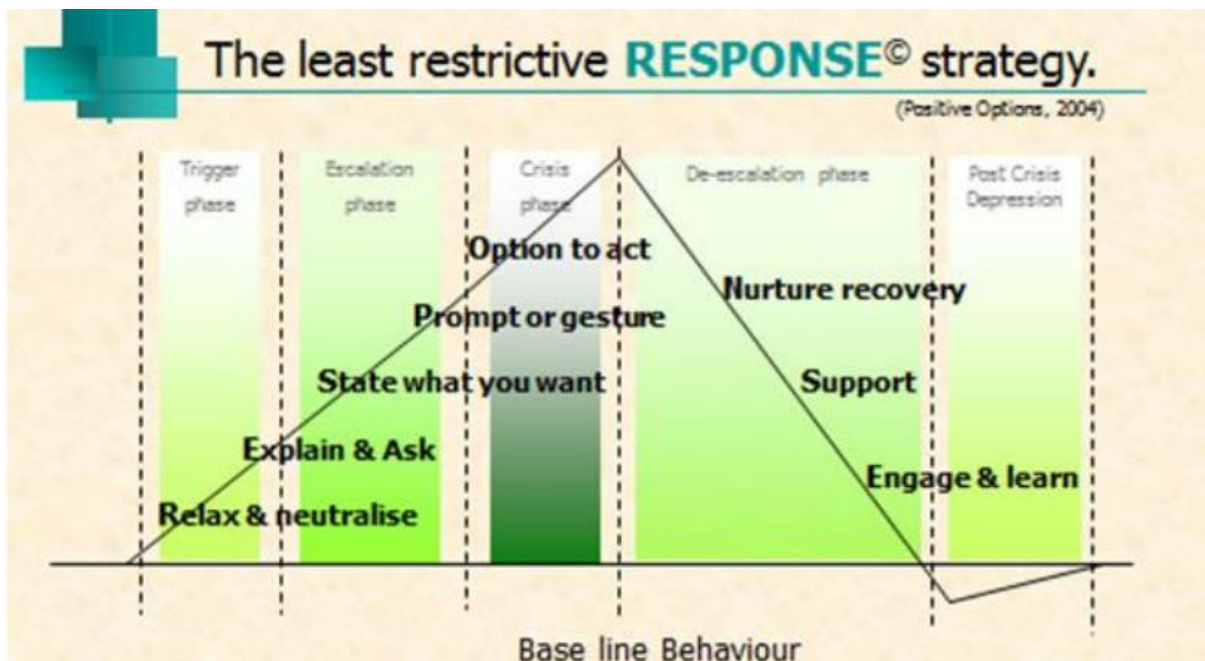 The least restrictive RESPONSE© strategy.
(Positive Options, 2004)
Trigger
phase
Escalation
phase
Crisis
phase
De-escalation phase
Post Crisis
Depression
Option to act
Prompt or gesture
State what you want
Explain & Ask
Relax & neutralise
Nurture recovery
Support
Engage & learn
Base line Behaviour